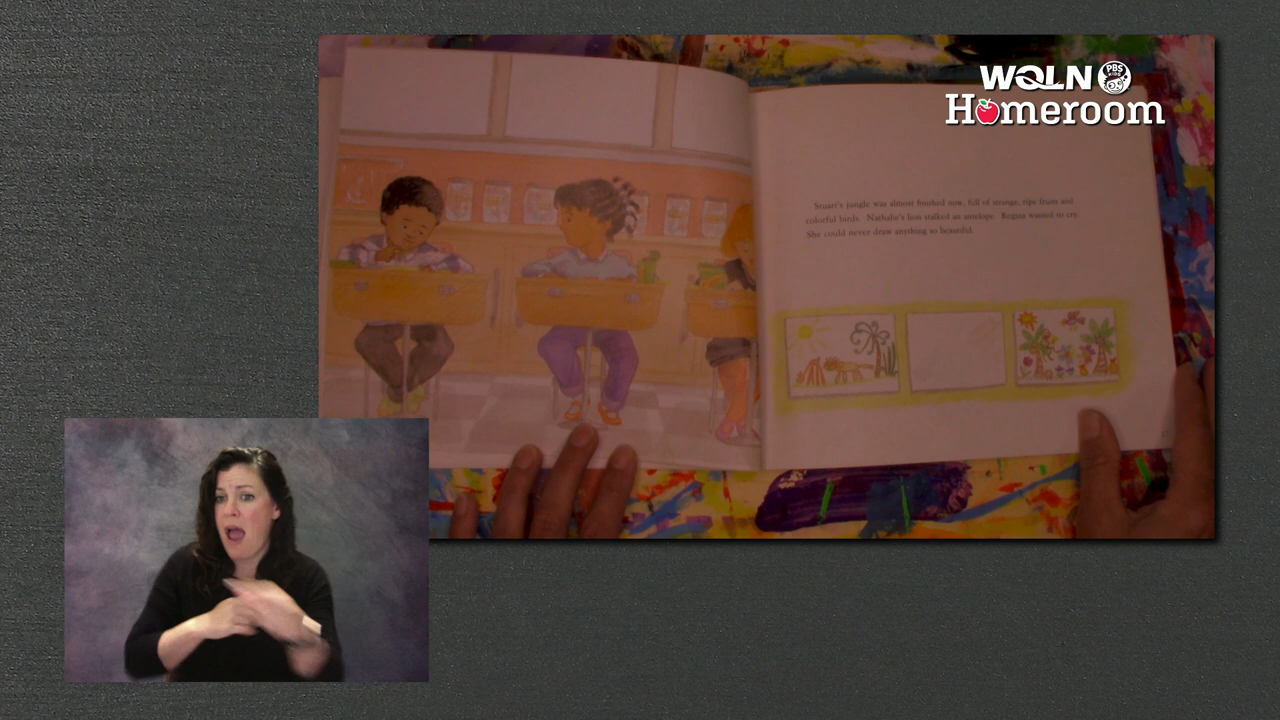 WQLN PBS KIDS
Homeroom
Stuart's jungle was almost finished now, full of strange, ripe fruits and
colorful birds. Nathalie's lion stalked an antelope. Regina wanted to cry.
She could never draw anything so beautiful.